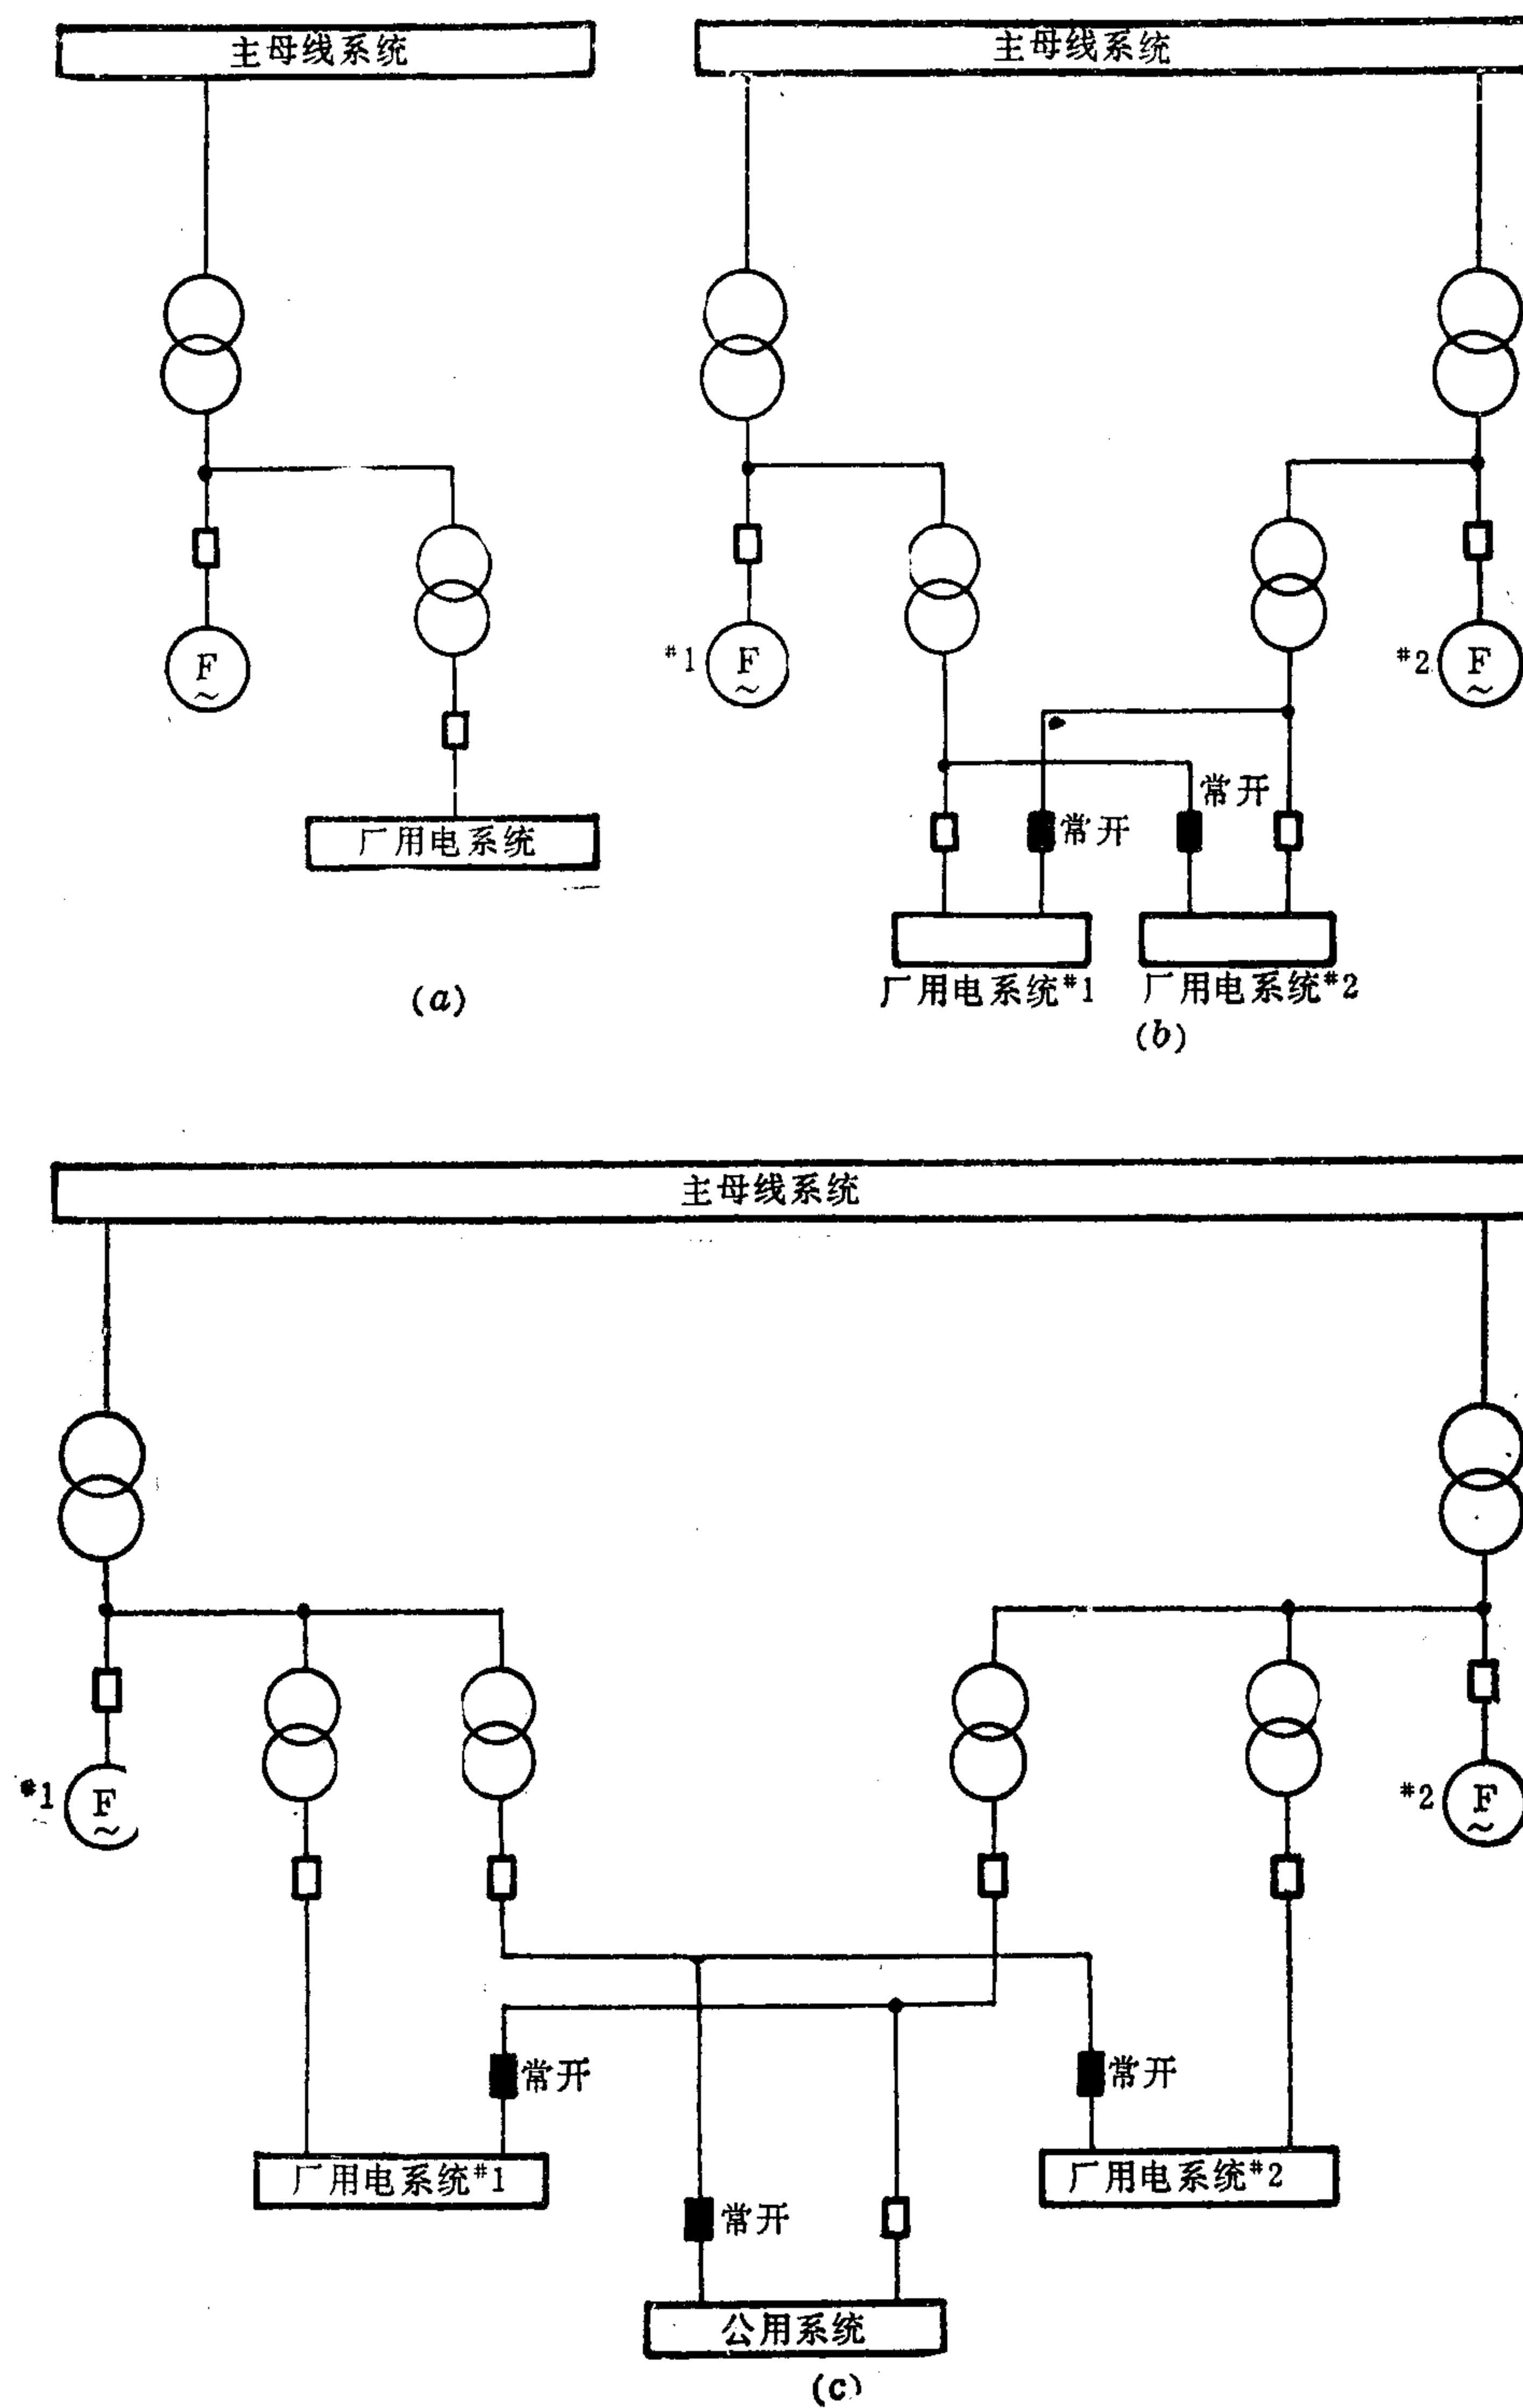 主母线系统
主母线系统
F
~
#1
F
~
#2
F
~
常开
常开
厂用电系统
厂用电系统#1
厂用电系统#2
(a)
(b)
主母线系统
#1
F
~
#2
F
~
常开
常开
厂用电系统#1
厂用电系统#2
常开
公用系统
(c)